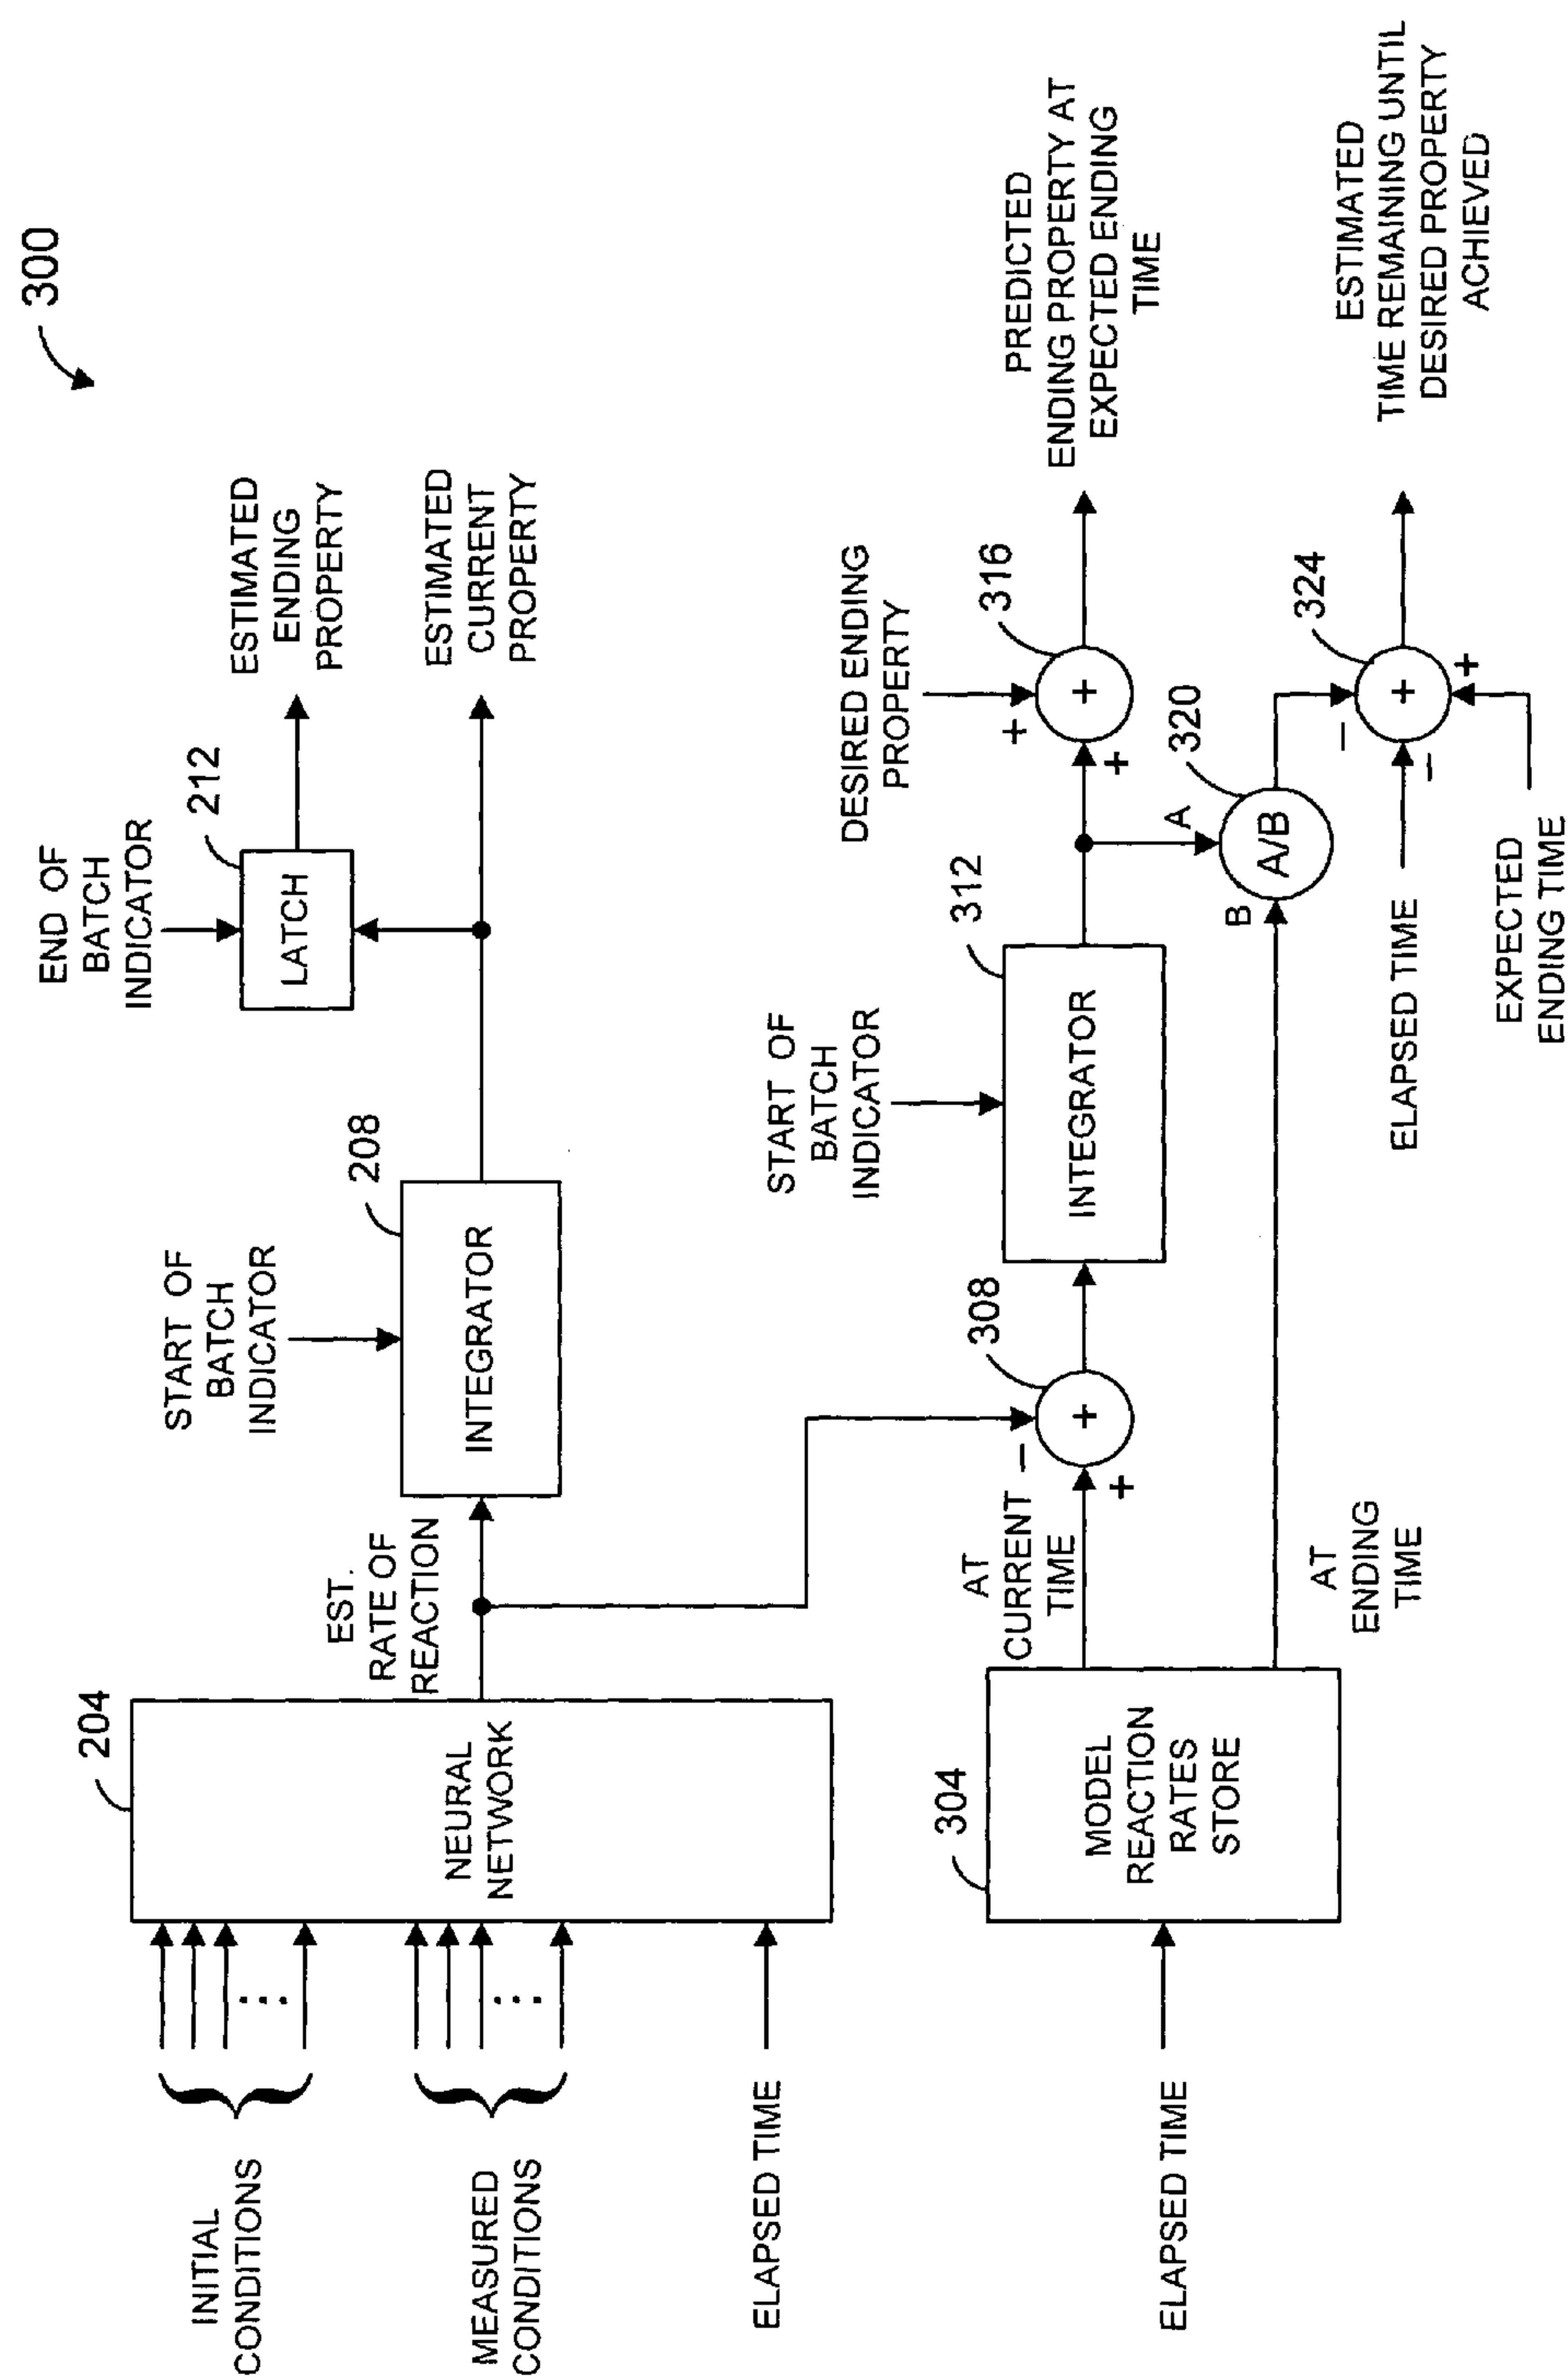 300
INITIAL
CONDITIONS
MEASURED
CONDITIONS
ELAPSED TIME
204
NEURAL
NETWORK
EST.
RATE OF
REACTION
START OF
BATCH
INDICATOR
208
INTEGRATOR
END OF
BATCH
INDICATOR
212
LATCH
ESTIMATED
ENDING
PROPERTY
ESTIMATED
CURRENT
PROPERTY
ELAPSED TIME
304
MODEL
REACTION
RATES
STORE
AT
CURRENT
TIME
−
+
+
308
START OF
BATCH
INDICATOR
312
INTEGRATOR
DESIRED ENDING
PROPERTY
+
+
+
316
PREDICTED
ENDING PROPERTY AT
EXPECTED ENDING
TIME
AT
ENDING
TIME
A
B
A/B
320
−
−
+
+
324
ELAPSED TIME
EXPECTED
ENDING TIME
ESTIMATED
TIME REMAINING UNTIL
DESIRED PROPERTY
ACHIEVED